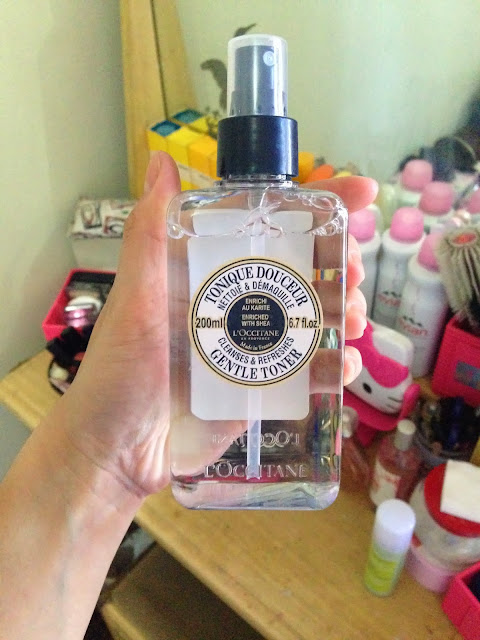 TONIQUE DOUCEUR
NETTOIE & DÉMAQUILLE
ENRICHI
AU KARITÉ
200ml
ENRICHED
WITH SHEA
6.7 fl.oz.
L'OCCITANE
EN PROVENCE
Made in France
CLEANSES & REFRESHES
GENTLE TONER
L'OCCITANE
evian